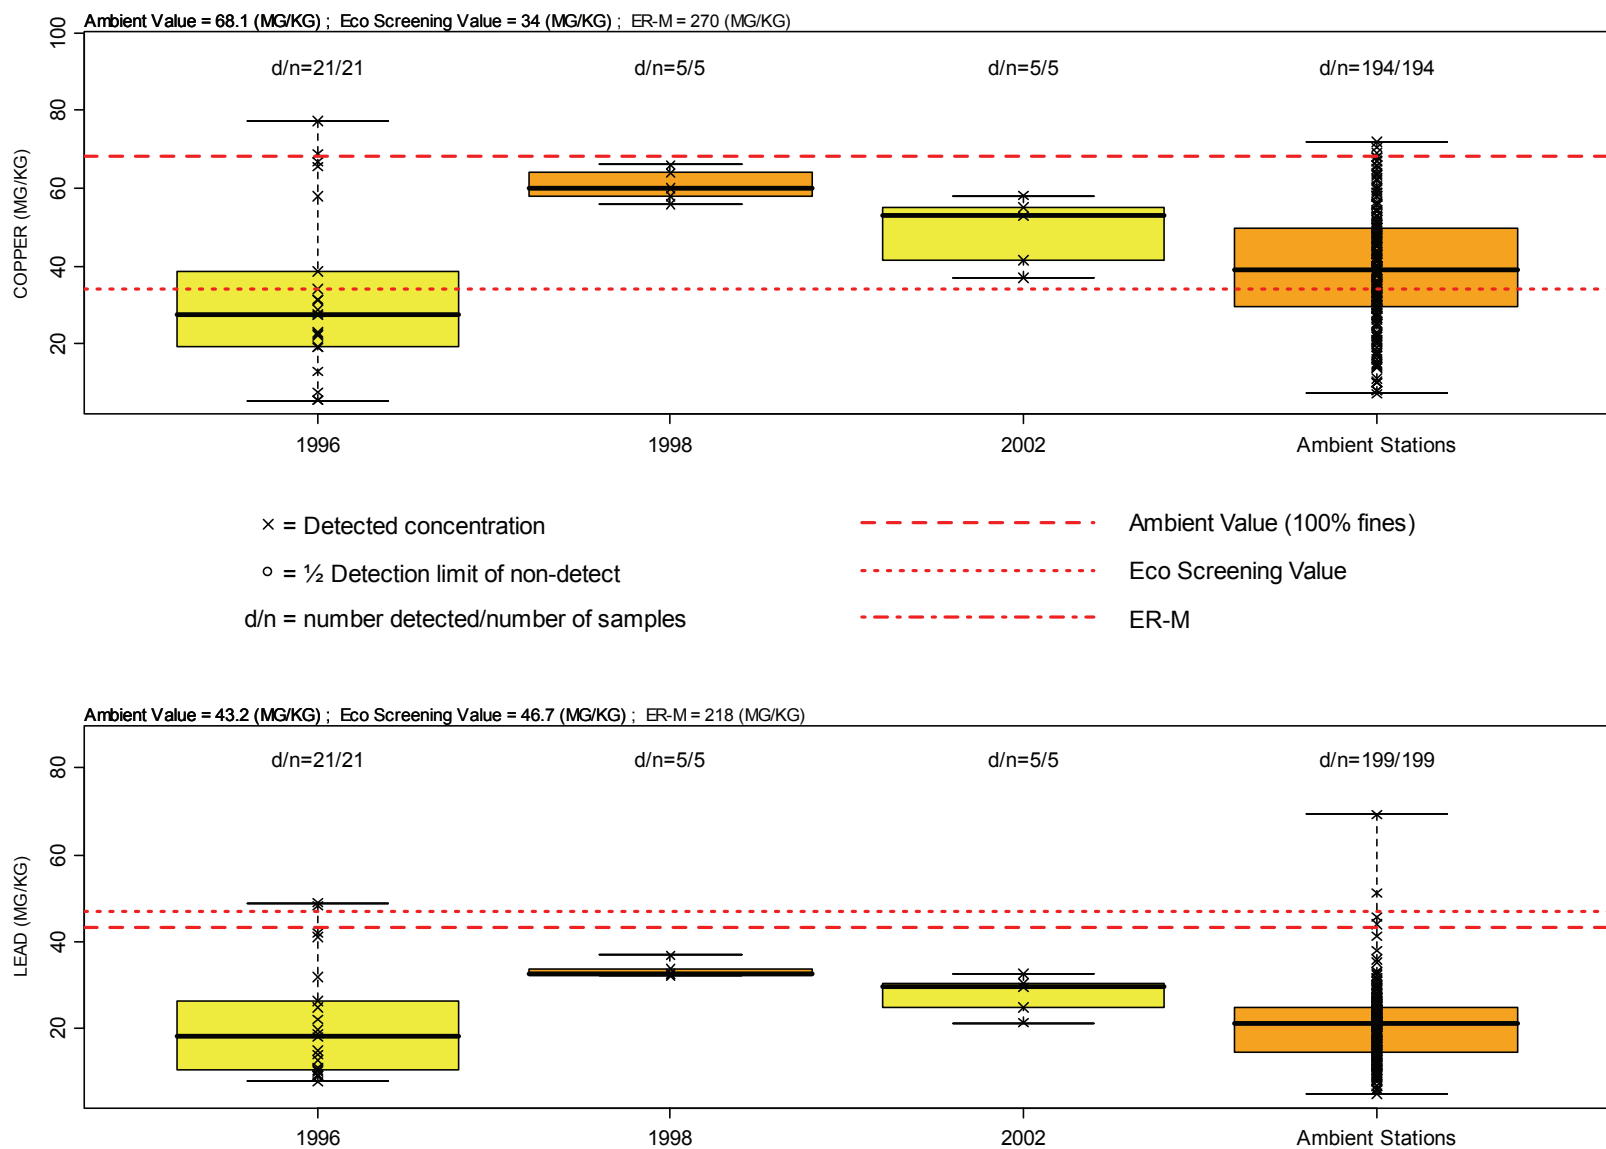 Ambient Value = 68.1 (MG/KG) ; Eco Screening Value = 34 (MG/KG) ; ER-M = 270 (MG/KG)
COPPER (MG/KG)
100
80
60
40
20
d/n=21/21 d/n=5/5 d/n=5/5 d/n=194/194
1996 1998 2002 Ambient Stations
× = Detected concentration
○ = ½ Detection limit of non-detect
d/n = number detected/number of samples
Ambient Value (100% fines)
Eco Screening Value
ER-M
Ambient Value = 43.2 (MG/KG) ; Eco Screening Value = 46.7 (MG/KG) ; ER-M = 218 (MG/KG)
LEAD (MG/KG)
80
60
40
20
d/n=21/21 d/n=5/5 d/n=5/5 d/n=199/199
1996 1998 2002 Ambient Stations